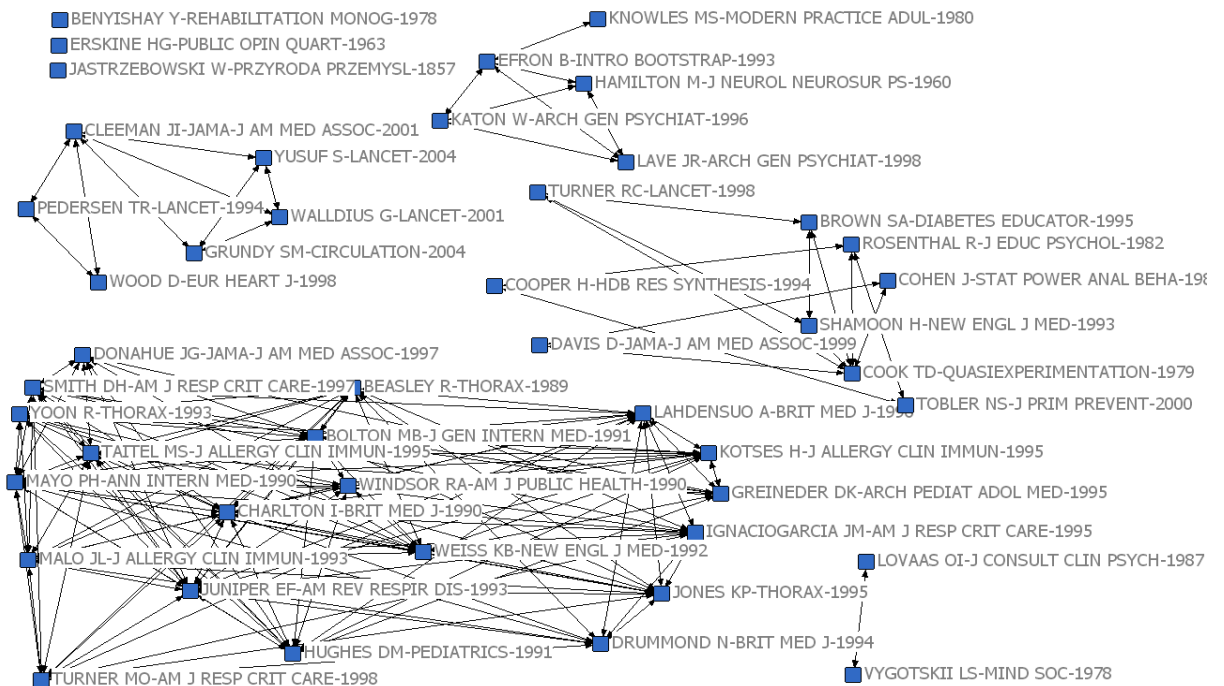 BENYISHAY Y-REHABILITATION MONOG-1978
ERSKINE HG-PUBLIC OPIN QUART-1963
JASTRZEBOWSKI W-PRZYRODA PRZEMYSL-1857
KNOWLES MS-MODERN PRACTICE ADUL-1980
EFRON B-INTRO BOOTSTRAP-1993
HAMILTON M-J NEUROL NEUROSUR PS-1960
KATON W-ARCH GEN PSYCHIAT-1996
LAVE JR-ARCH GEN PSYCHIAT-1998
CLEEMAN JI-JAMA-J AM MED ASSOC-2001
YUSUF S-LANCET-2004
PEDERSEN TR-LANCET-1994
WALLDIUS G-LANCET-2001
GRUNDY SM-CIRCULATION-2004
WOOD D-EUR HEART J-1998
TURNER RC-LANCET-1998
BROWN SA-DIABETES EDUCATOR-1995
ROSENTHAL R-J EDUC PSYCHOL-1982
COOPER H-HDB RES SYNTHESIS-1994
COHEN J-STAT POWER ANAL BEHA-198
SHAMOON H-NEW ENGL J MED-1993
DAVIS D-JAMA-J AM MED ASSOC-1999
COOK TD-QUASIEXPERIMENTATION-1979
TOBLER NS-J PRIM PREVENT-2000
DONAHUE JG-JAMA-J AM MED ASSOC-1997
SMITH DH-AM J RESP CRIT CARE-1997
BEASLEY R-THORAX-1989
YOON R-THORAX-1993
LAHDENSUO A-BRIT MED J-
BOLTON MB-J GEN INTERN MED-1991
TAITEL MS-J ALLERGY CLIN IMMUN-1995
KOTSES H-J ALLERGY CLIN IMMUN-1995
MAYO PH-ANN INTERN MED-1990
WINDSOR RA-AM J PUBLIC HEALTH-1990
GREINEDER DK-ARCH PEDIAT ADOL MED-1995
CHARLTON I-BRIT MED J-1990
IGNACIOGARCIA JM-AM J RESP CRIT CARE-1995
MALO JL-J ALLERGY CLIN IMMUN-1993
WEISS KB-NEW ENGL J MED-1992
LOVAAS OI-J CONSULT CLIN PSYCH-1987
JUNIPER EF-AM REV RESPIR DIS-1993
JONES KP-THORAX-1995
HUGHES DM-PEDIATRICS-1991
DRUMMOND N-BRIT MED J-1994
TURNER MO-AM J RESP CRIT CARE-1998
VYGOTSKII LS-MIND SOC-1978